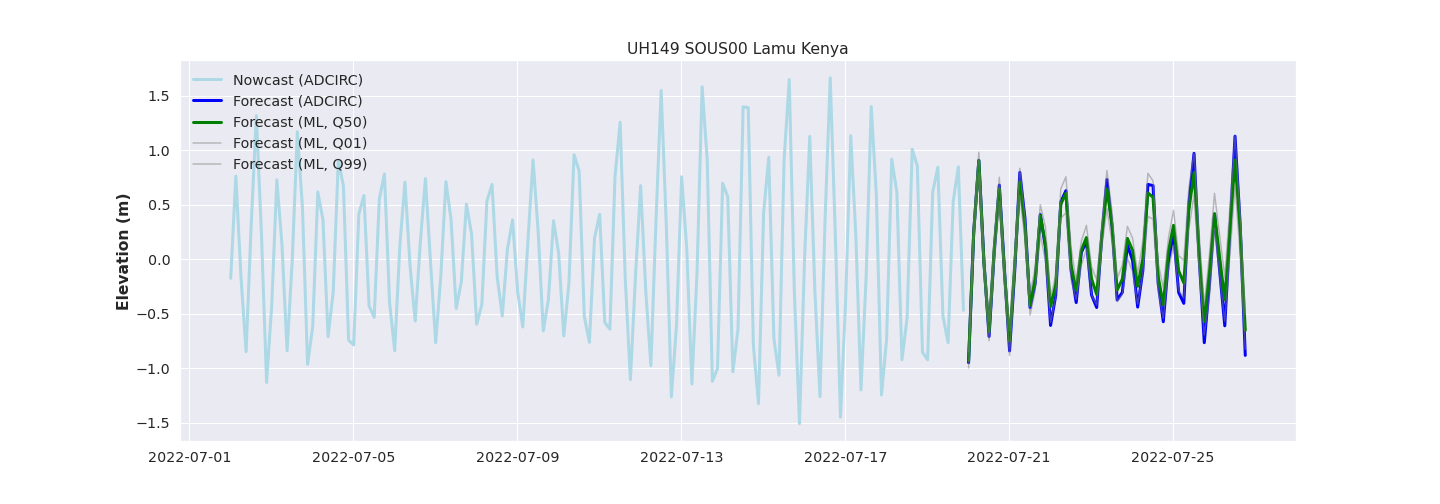 UH149 SOUS00 Lamu Kenya
Nowcast (ADCIRC)
Forecast (ADCIRC)
Forecast (ML, Q50)
Forecast (ML, Q01)
Forecast (ML, Q99)
Elevation (m)
1.5
1.0
0.5
0.0
−0.5
−1.0
−1.5
2022-07-01 2022-07-05 2022-07-09 2022-07-13 2022-07-17 2022-07-21 2022-07-25